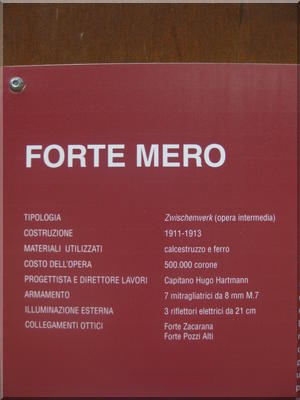 FORTE MERO
TIPOLOGIA Zwischenwerk (opera intermedia)
COSTRUZIONE 1911-1913
MATERIALI UTILIZZATI calcestruzzo e ferro
COSTO DELL'OPERA 500.000 corone
PROGETTISTA E DIRETTORE LAVORI Capitano Hugo Hartmann
ARMAMENTO 7 mitragliatrici da 8 mm M.7
ILLUMINAZIONE ESTERNA 3 riflettori elettrici da 21 cm
COLLEGAMENTI OTTICI Forte Zacarana
Forte Pozzi Alti